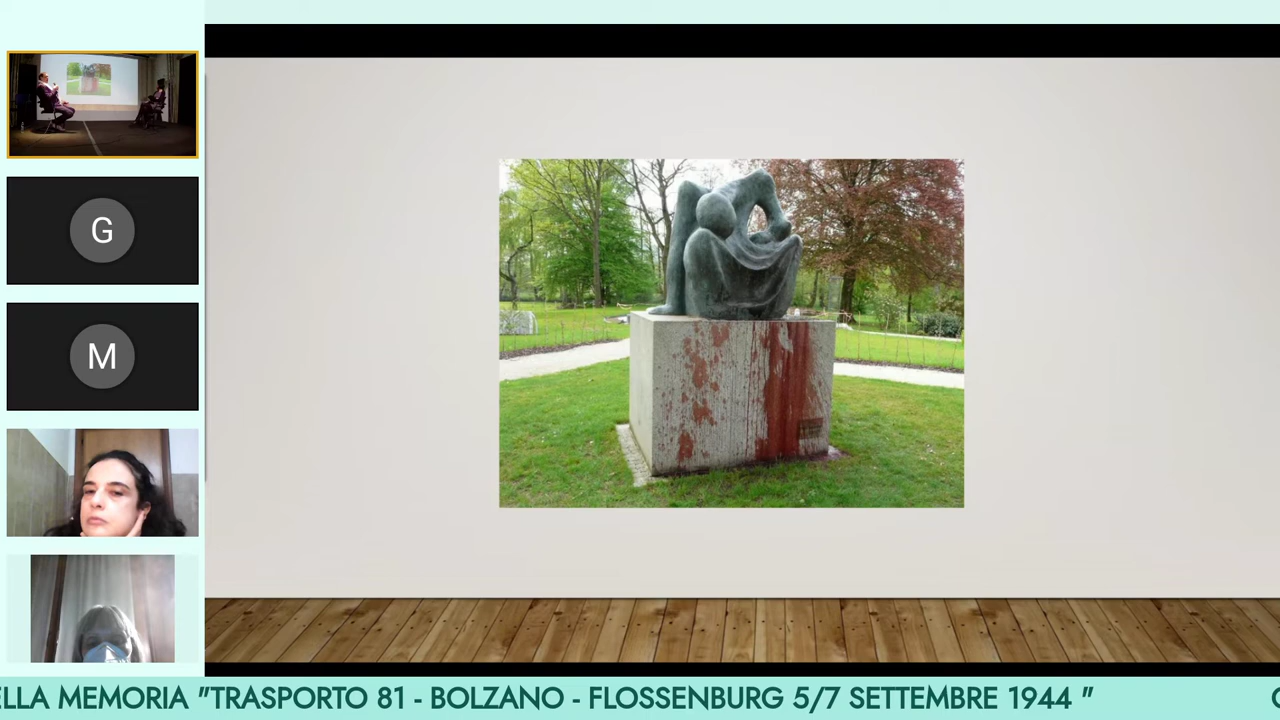 G
M
ELLA MEMORIA "TRASPORTO 81 - BOLZANO - FLOSSENBURG 5/7 SETTEMBRE 1944 "